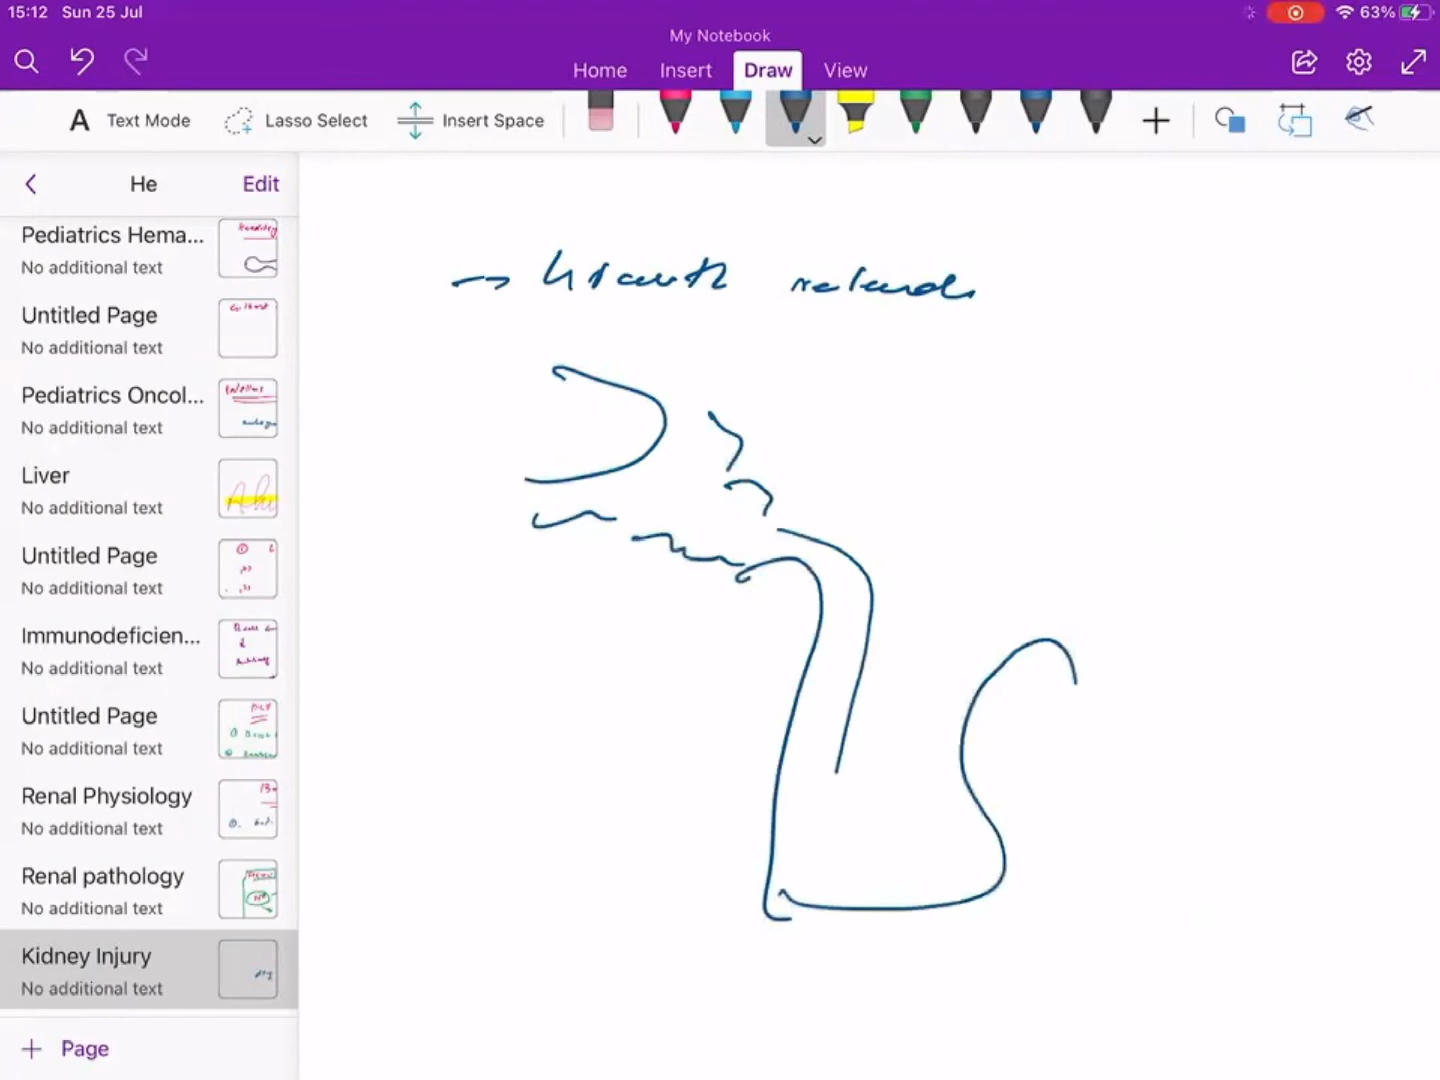 15:12 Sun 25 Jul
63%
My Notebook
Home Insert Draw View
A Text Mode Lasso Select Insert Space
He Edit
Pediatrics Hema...
No additional text
Untitled Page
No additional text
Pediatrics Oncol...
No additional text
Liver
No additional text
Untitled Page
No additional text
Immunodeficien...
No additional text
Untitled Page
No additional text
Renal Physiology
No additional text
Renal pathology
No additional text
Kidney Injury
No additional text
+ Page
→ Growth